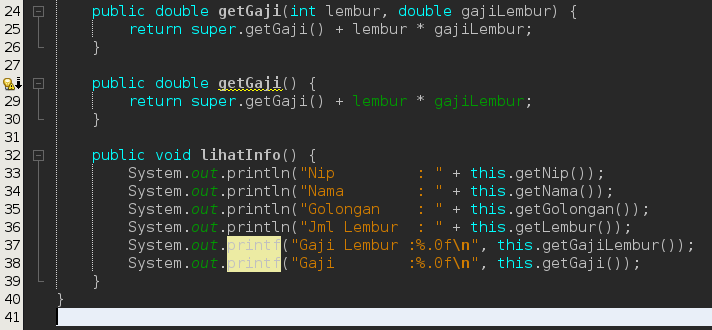 24 public double getGaji(int lembur, double gajiLembur) {
25 return super.getGaji() + lembur * gajiLembur;
26 }
27
public double getGaji() {
29 return super.getGaji() + lembur * gajiLembur;
30 }
31
32 public void lihatInfo() {
33 System.out.println("Nip         : " + this.getNip());
34 System.out.println("Nama        : " + this.getNama());
35 System.out.println("Golongan    : " + this.getGolongan());
36 System.out.println("Jml Lembur  : " + this.getLembur());
37 System.out.printf("Gaji Lembur :%.0f\n", this.getGajiLembur());
38 System.out.printf("Gaji        :%.0f\n", this.getGaji());
39 }
40 }
41